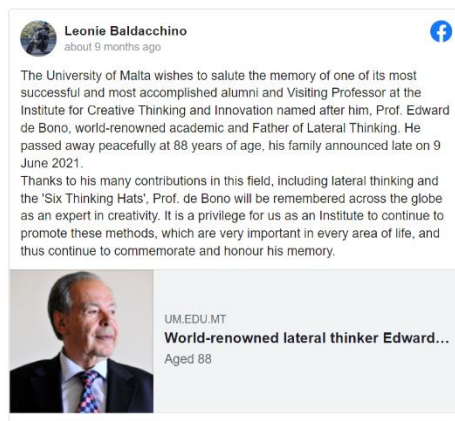 Leonie Baldacchino
about 9 months ago
The University of Malta wishes to salute the memory of one of its most
successful and most accomplished alumni and Visiting Professor at the
Institute for Creative Thinking and Innovation named after him, Prof. Edward
de Bono, world-renowned academic and Father of Lateral Thinking. He
passed away peacefully at 88 years of age, his family announced late on 9
June 2021.
Thanks to his many contributions in this field, including lateral thinking and
the 'Six Thinking Hats', Prof. de Bono will be remembered across the globe
as an expert in creativity. It is a privilege for us as an Institute to continue to
promote these methods, which are very important in every area of life, and
thus continue to commemorate and honour his memory.
UM.EDU.MT
World-renowned lateral thinker Edward...
Aged 88